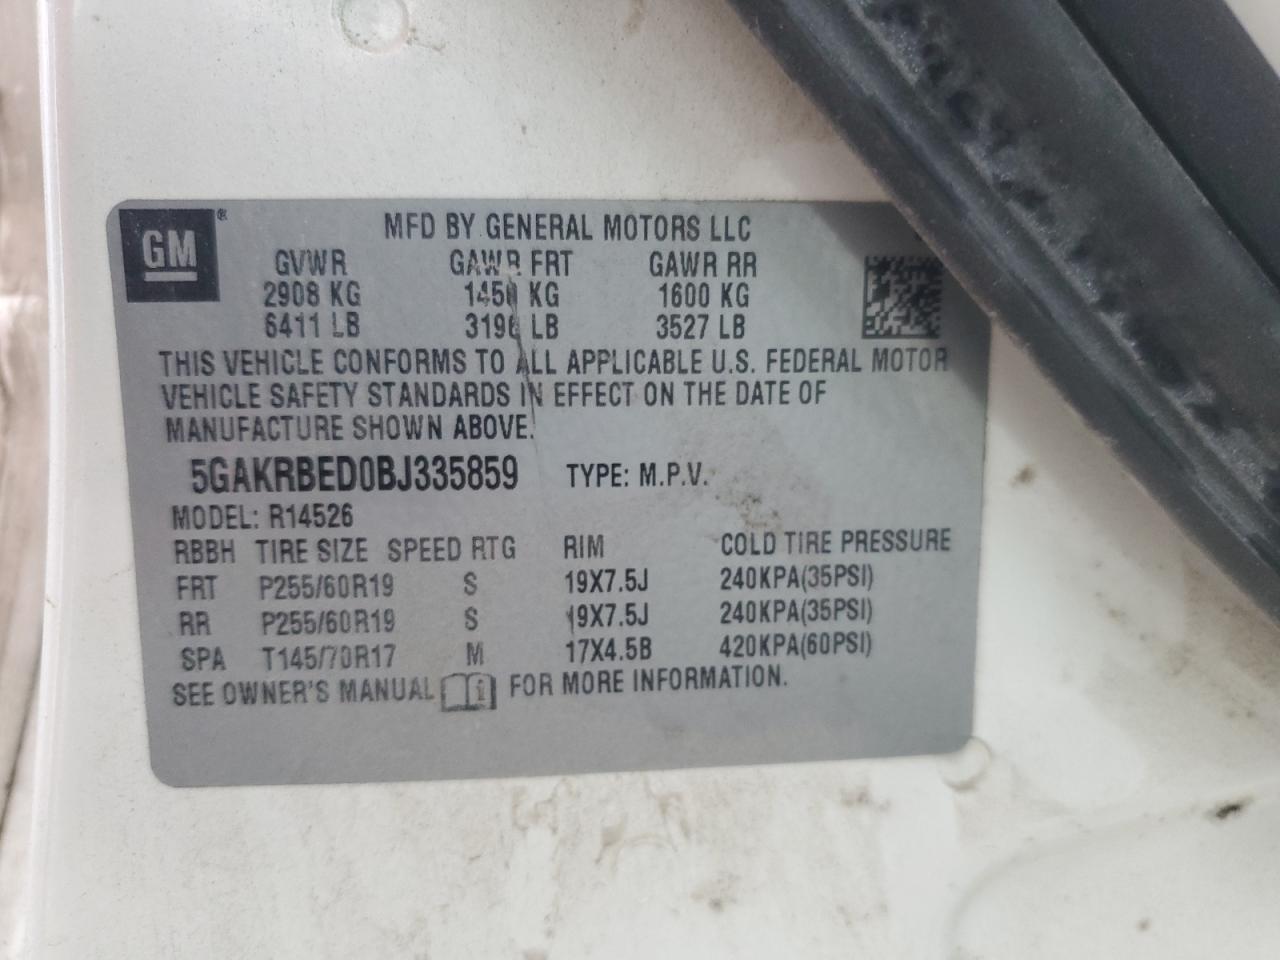 GM®
MFD BY GENERAL MOTORS LLC
GVWR GAWR FRT GAWR RR
2908 KG 1450 KG 1600 KG
6411 LB 3196 LB 3527 LB
THIS VEHICLE CONFORMS TO ALL APPLICABLE U.S. FEDERAL MOTOR
VEHICLE SAFETY STANDARDS IN EFFECT ON THE DATE OF
MANUFACTURE SHOWN ABOVE.
5GAKRBED0BJ335859 TYPE: M.P.V.
MODEL: R14526
RBBH TIRE SIZE SPEED RTG RIM COLD TIRE PRESSURE
FRT P255/60R19 S 19X7.5J 240KPA(35PSI)
RR P255/60R19 S 19X7.5J 240KPA(35PSI)
SPA T145/70R17 M 17X4.5B 420KPA(60PSI)
SEE OWNER'S MANUAL FOR MORE INFORMATION.